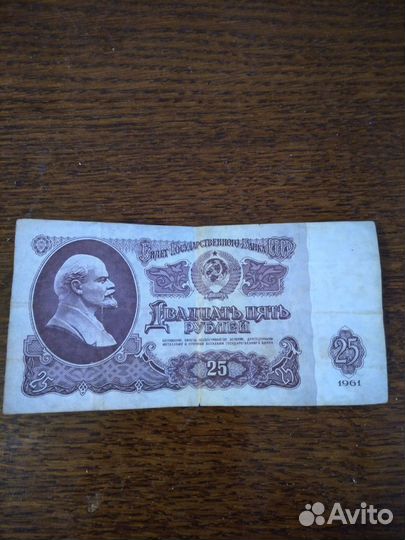 Билет Государственного Банка СССР
Двадцать пять
рублей
25
25
1961
Avito